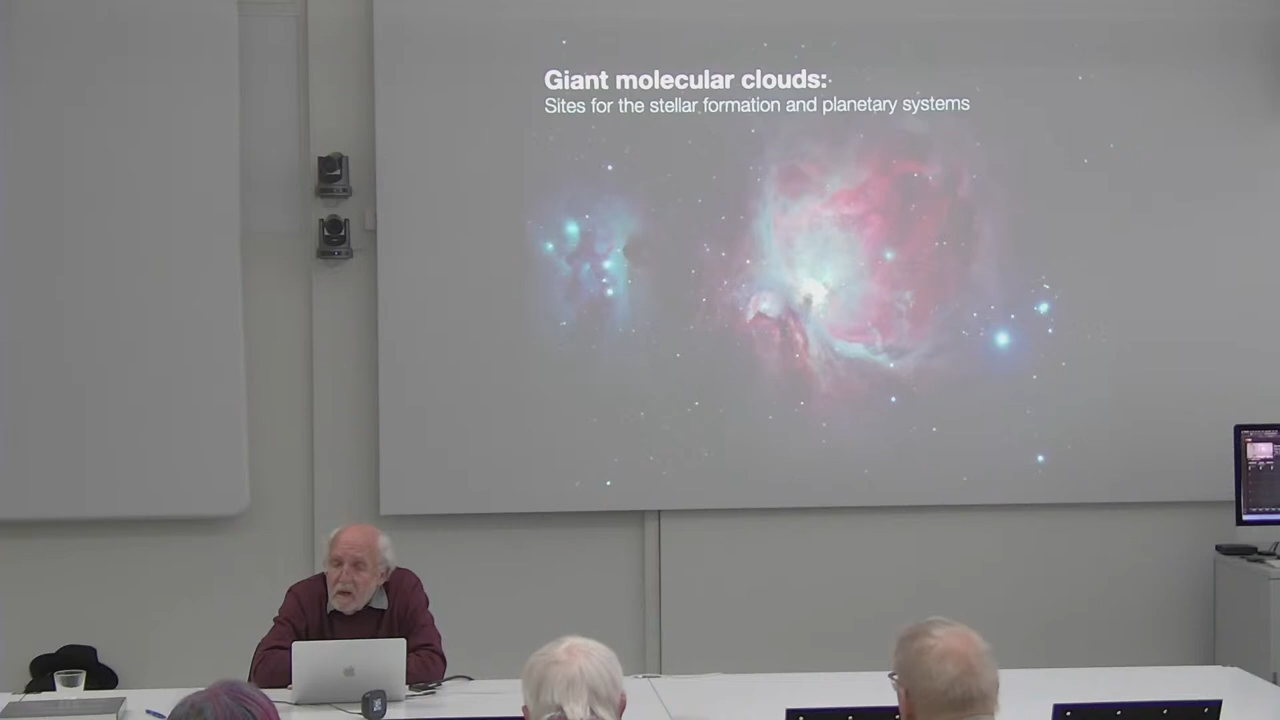 Giant molecular clouds:
Sites for the stellar formation and planetary systems